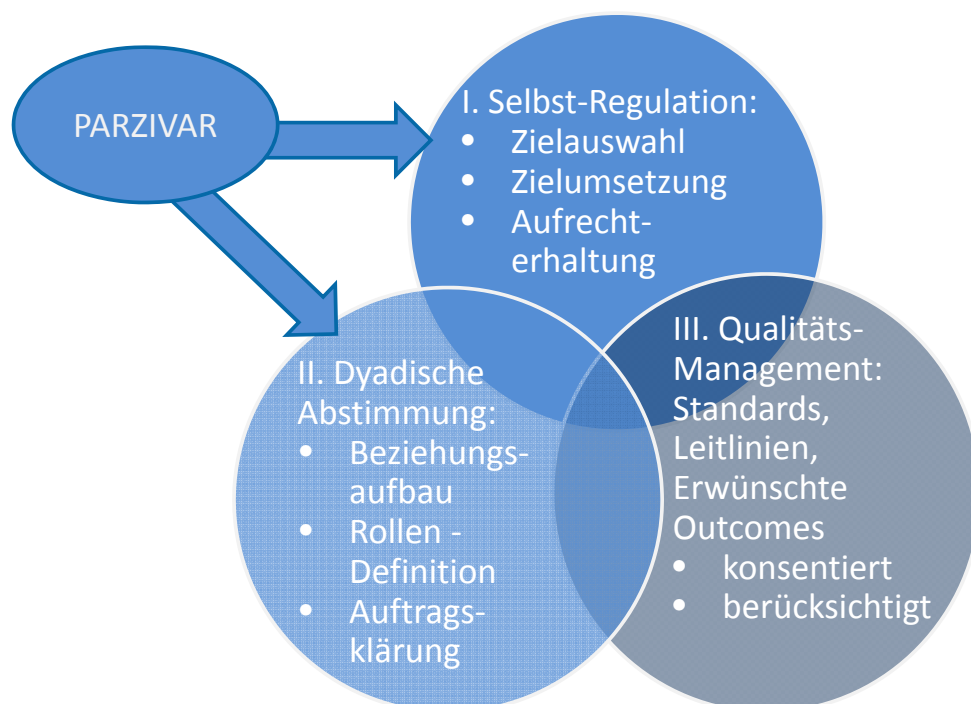 PARZIVAR
I. Selbst-Regulation:
• Zielauswahl
• Zielumsetzung
• Aufrecht-
erhaltung
II. Dyadische
Abstimmung:
• Beziehungs-
aufbau
• Rollen -
Definition
• Auftrags-
klärung
III. Qualitäts-
Management:
Standards,
Leitlinien,
Erwünschte
Outcomes
• konsentiert
• berücksichtigt